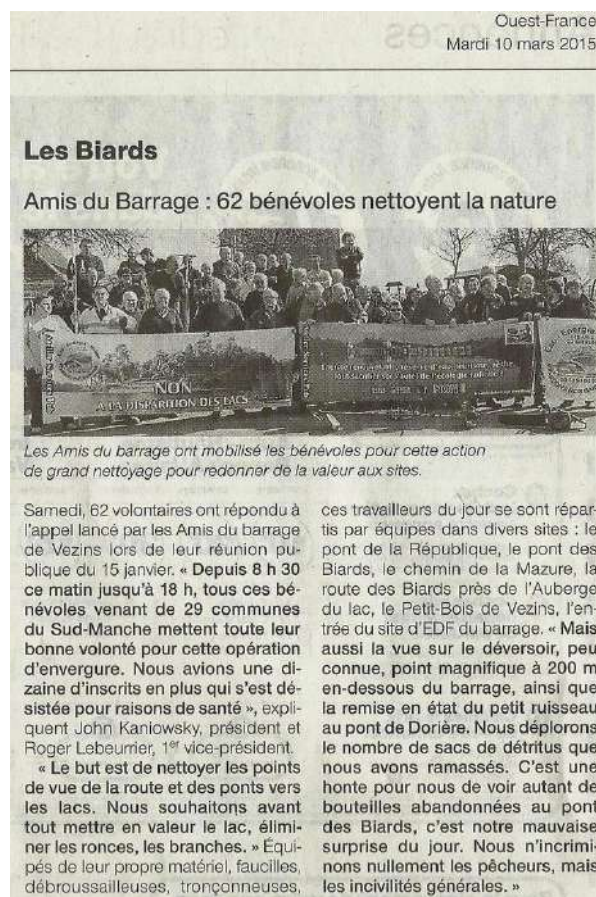 Ouest-France
Mardi 10 mars 2015
Les Biards
Amis du Barrage : 62 bénévoles nettoyent la nature
NON
A LA DISPARITION DES LACS
Les Amis du barrage ont mobilisé les bénévoles pour cette action
de grand nettoyage pour redonner de la valeur aux sites.
Samedi, 62 volontaires ont répondu à
l'appel lancé par les Amis du barrage
de Vezins lors de leur réunion pu-
blique du 15 janvier. « Depuis 8 h 30
ce matin jusqu'à 18 h, tous ces bé-
névoles venant de 29 communes
du Sud-Manche mettent toute leur
bonne volonté pour cette opération
d'envergure. Nous avions une di-
zaine d'inscrits en plus qui s'est dé-
sistée pour raisons de santé », expli-
quent John Kaniowsky, président et
Roger Lebeurrier, 1er vice-président.
« Le but est de nettoyer les points
de vue de la route et des ponts vers
les lacs. Nous souhaitons avant
tout mettre en valeur le lac, élimi-
ner les ronces, les branches. » Équi-
pés de leur propre matériel, faucilles,
débroussailleuses, tronçonneuses,
ces travailleurs du jour se sont répar-
tis par équipes dans divers sites : le
pont de la République, le pont des
Biards, le chemin de la Mazure, la
route des Biards près de l'Auberge
du lac, le Petit-Bois de Vezins, l'en-
trée du site d'EDF du barrage. « Mais
aussi la vue sur le déversoir, peu
connue, point magnifique à 200 m
en-dessous du barrage, ainsi que
la remise en état du petit ruisseau
au pont de Dorière. Nous déplorons
le nombre de sacs de détritus que
nous avons ramassés. C'est une
honte pour nous de voir autant de
bouteilles abandonnées au pont
des Biards, c'est notre mauvaise
surprise du jour. Nous n'incrimi-
nons nullement les pêcheurs, mais
les incivilités générales. »